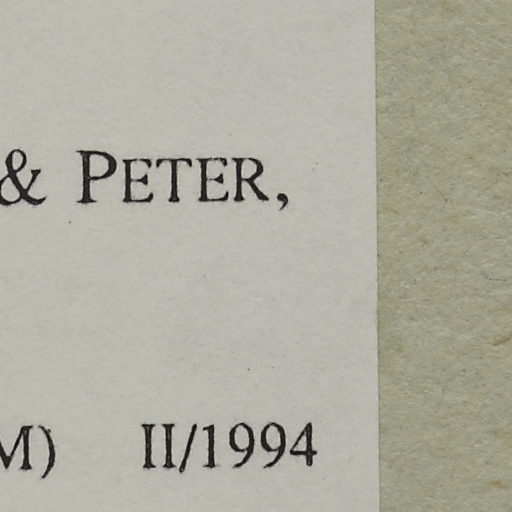 & PETER,
M) II/1994